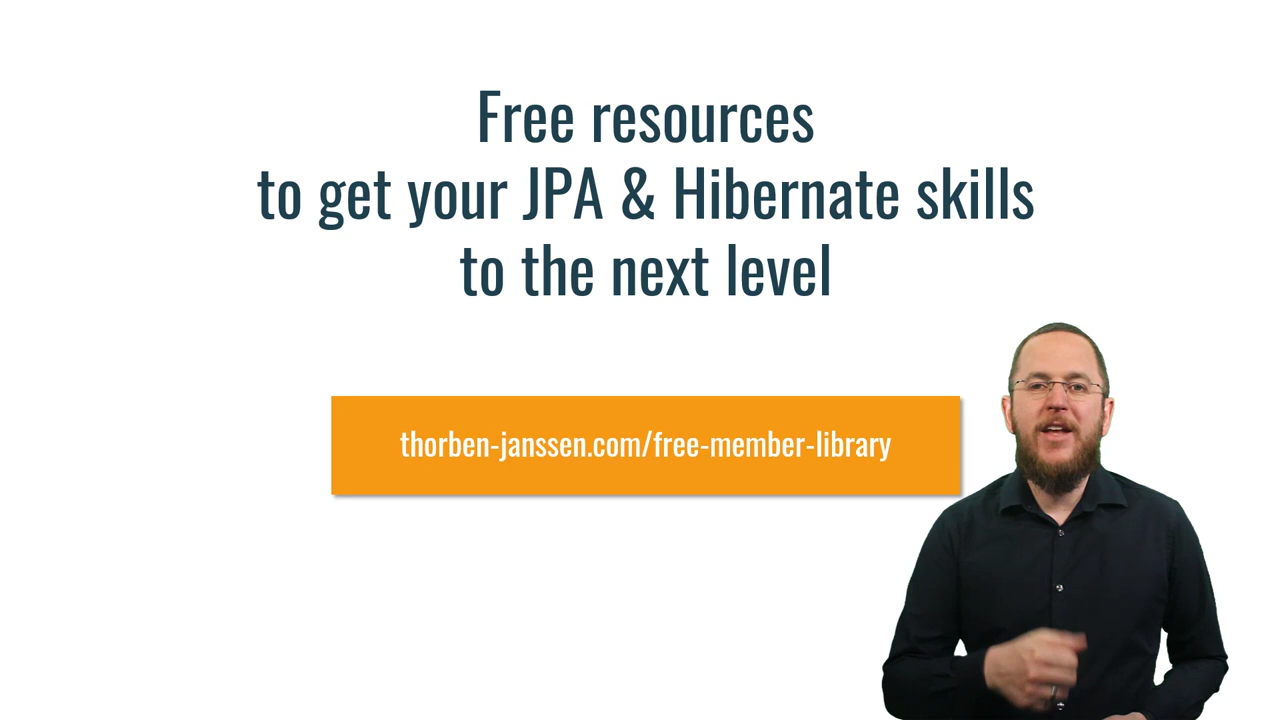 Free resources
to get your JPA & Hibernate skills
to the next level
thorben-janssen.com/free-member-library